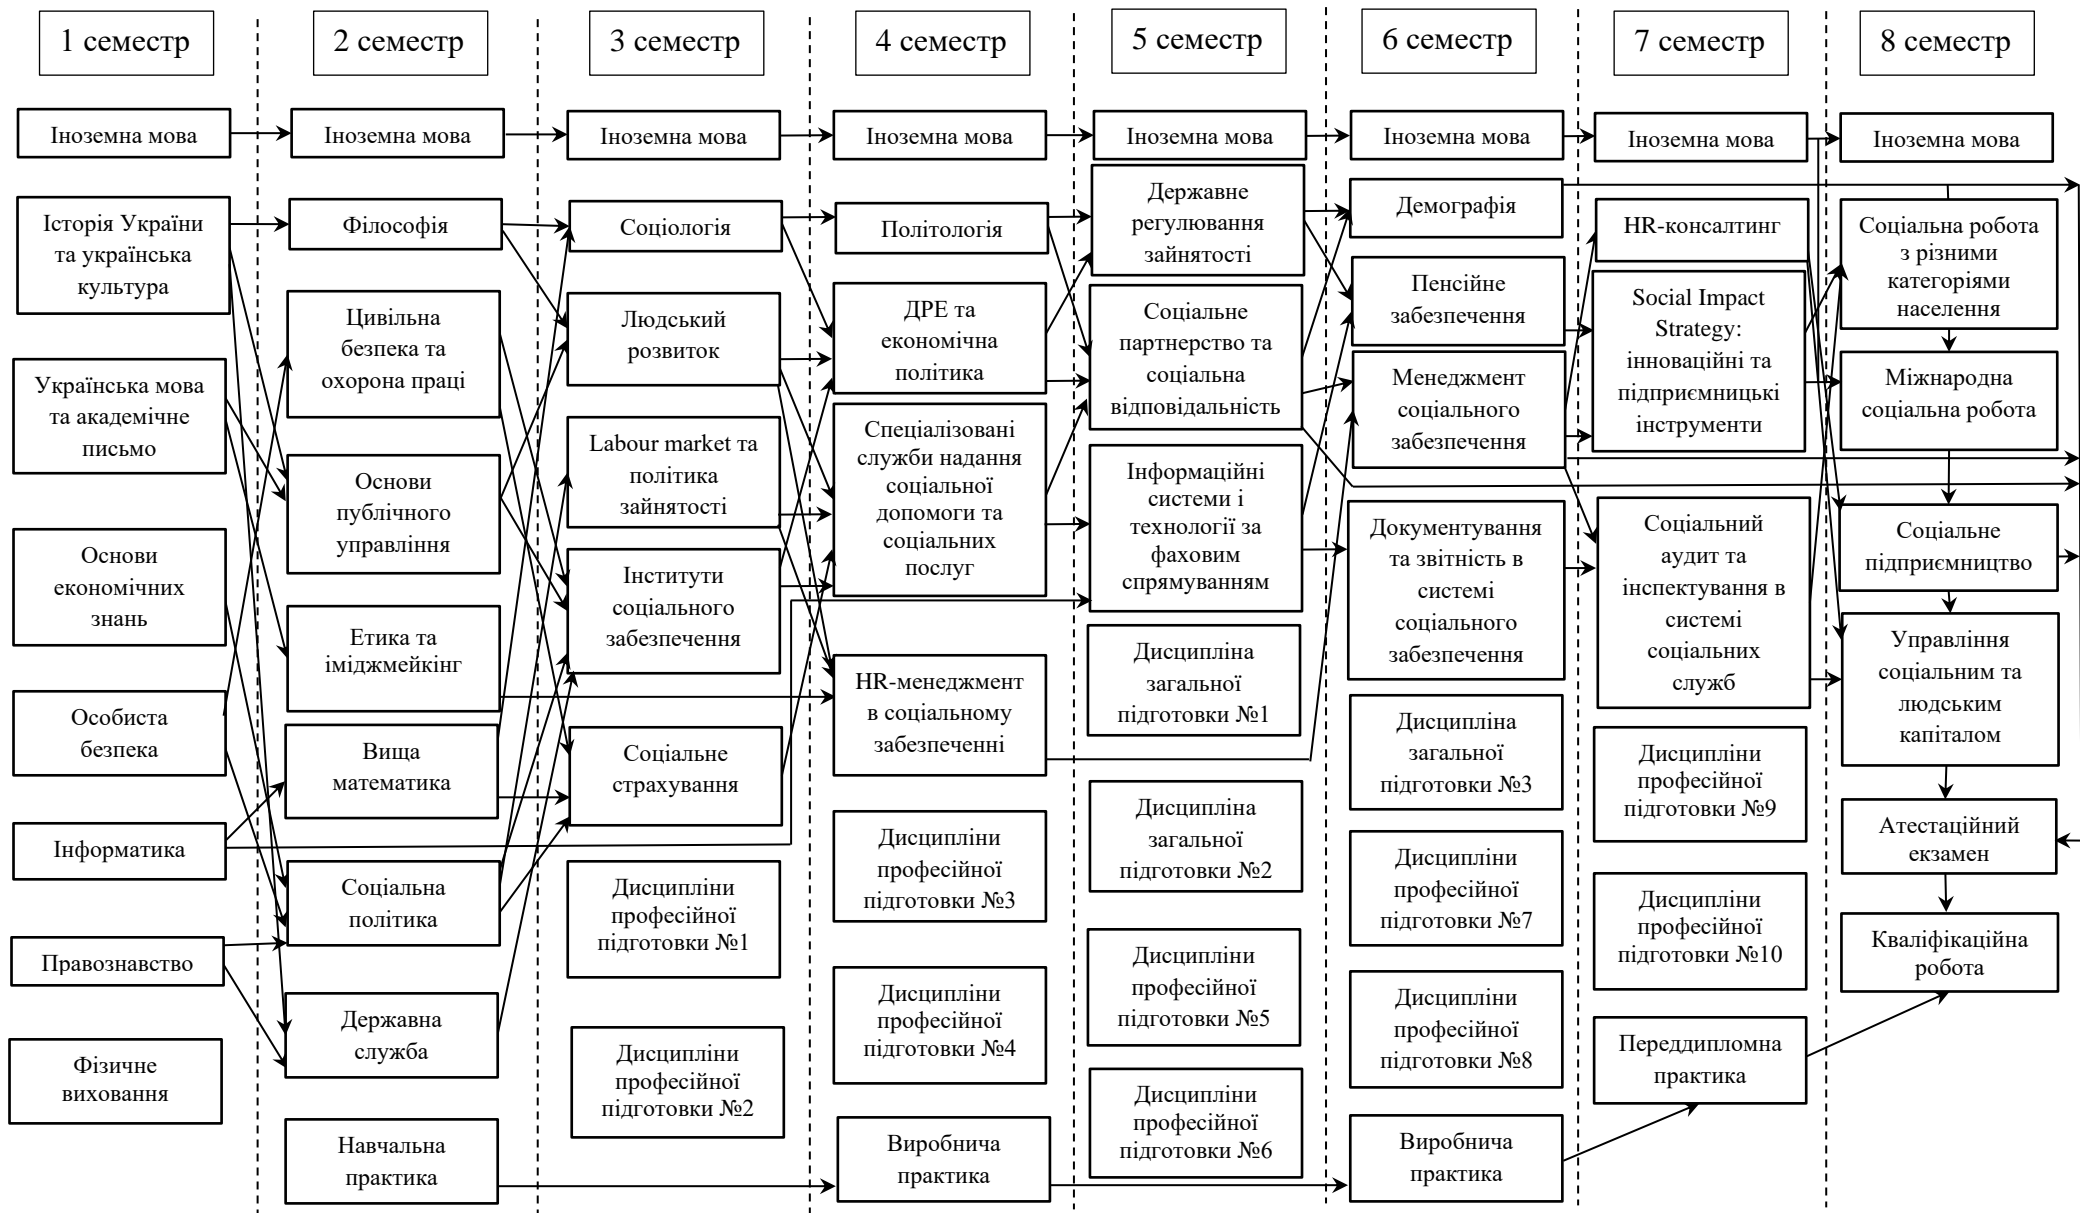 1 семестр
2 семестр
3 семестр
4 семестр
5 семестр
6 семестр
7 семестр
8 семестр
Іноземна мова
Історія України
та українська
культура
Українська мова
та академічне
письмо
Основи
економічних
знань
Особиста
безпека
Інформатика
Правознавство
Фізичне
виховання
Іноземна мова
Філософія
Цивільна
безпека та
охорона праці
Основи
публічного
управління
Етика та
іміджмейкінг
Вища
математика
Соціальна
політика
Державна
служба
Навчальна
практика
Іноземна мова
Соціологія
Людський
розвиток
Labour market та
політика
зайнятості
Інститути
соціального
забезпечення
Соціальне
страхування
Дисципліни
професійної
підготовки №1
Дисципліни
професійної
підготовки №2
Іноземна мова
Політологія
ДРЕ та
економічна
політика
Спеціалізовані
служби надання
соціальної
допомоги та
соціальних
послуг
HR-менеджмент
в соціальному
забезпеченні
Дисципліни
професійної
підготовки №3
Дисципліни
професійної
підготовки №4
Виробнича
практика
Іноземна мова
Державне
регулювання
зайнятості
Соціальне
партнерство та
соціальна
відповідальність
Інформаційні
системи і
технології за
фаховим
спрямуванням
Дисципліна
загальної
підготовки №1
Дисципліна
загальної
підготовки №2
Дисципліни
професійної
підготовки №5
Дисципліни
професійної
підготовки №6
Іноземна мова
Демографія
Пенсійне
забезпечення
Менеджмент
соціального
забезпечення
Документування
та звітність в
системі
соціального
забезпечення
Дисципліна
загальної
підготовки №3
Дисципліни
професійної
підготовки №7
Дисципліни
професійної
підготовки №8
Виробнича
практика
Іноземна мова
HR-консалтинг
Social Impact
Strategy:
інноваційні та
підприємницькі
інструменти
Соціальний
аудит та
інспектування в
системі
соціальних
служб
Дисципліни
професійної
підготовки №9
Дисципліни
професійної
підготовки №10
Переддипломна
практика
Іноземна мова
Соціальна робота
з різними
категоріями
населення
Міжнародна
соціальна робота
Соціальне
підприємництво
Управління
соціальним та
людським
капіталом
Атестаційний
екзамен
Кваліфікаційна
робота